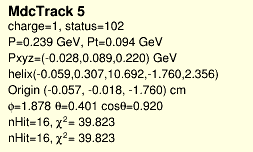 MdcTrack 5
charge=1, status=102
P=0.239 GeV, Pt=0.094 GeV
Pxyz=(-0.028,0.089,0.220) GeV
helix(-0.059,0.307,10.692,-1.760,2.356)
Origin (-0.057, -0.018, -1.760) cm
ϕ=1.878 θ=0.401 cosθ=0.920
nHit=16, χ²= 39.823
nHit=16, χ²= 39.823